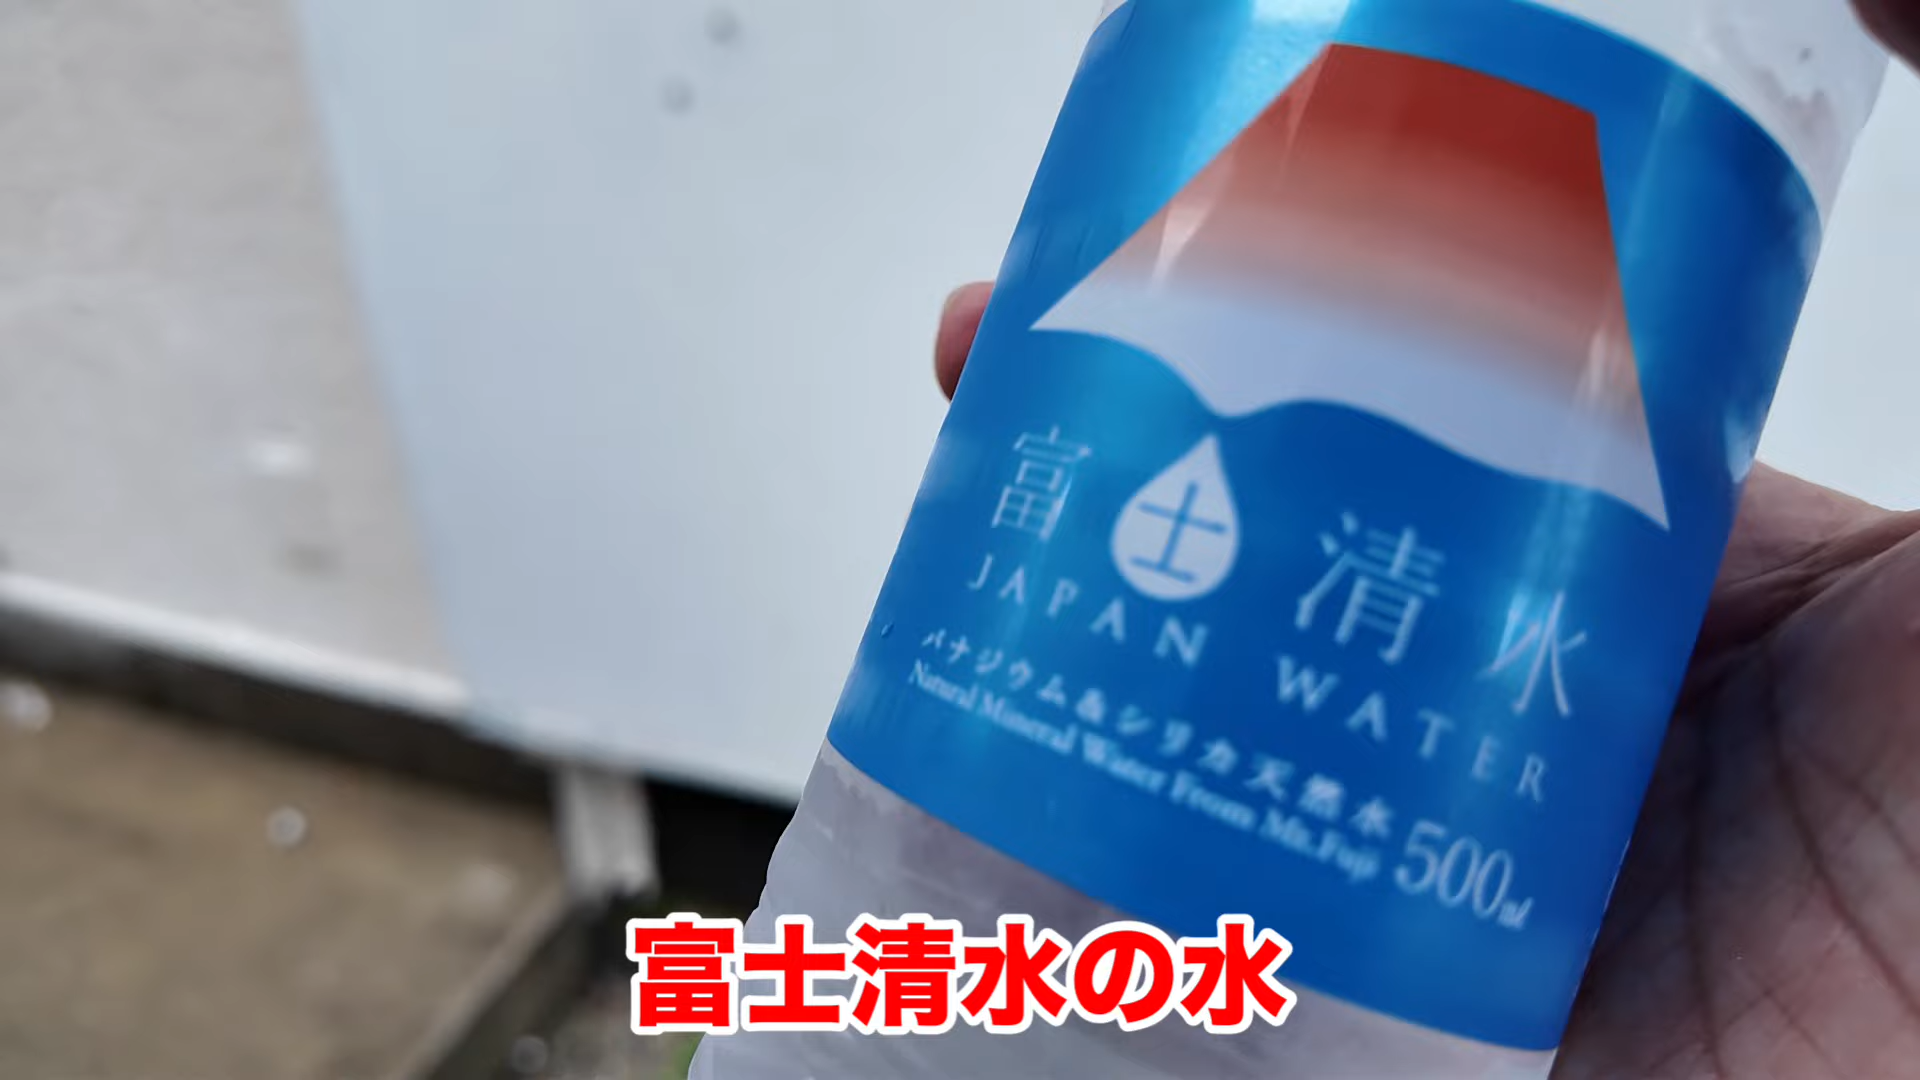 富士清水
JAPAN WATER
バナジウム&シリカ天然水
Natural Mineral Water From Mt.Fuji
500ml
富士清水の水